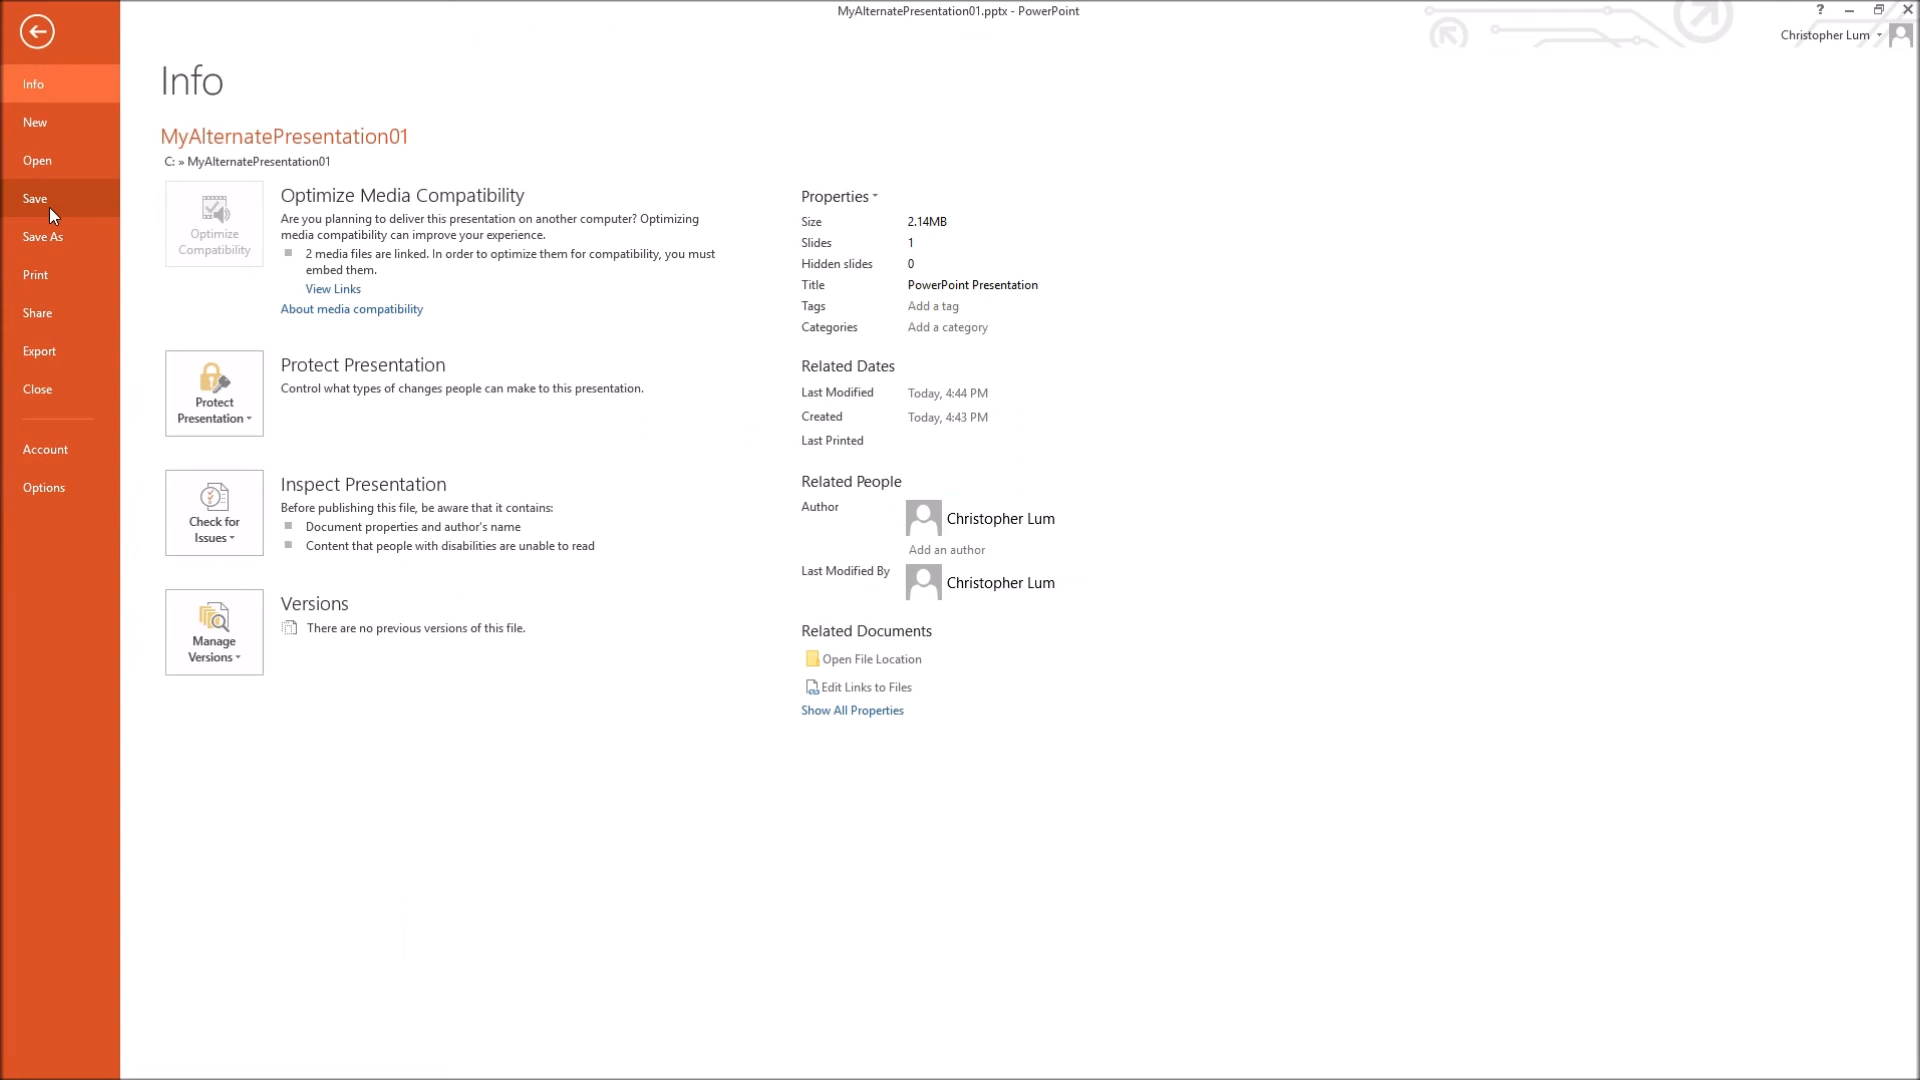 MyAlternatePresentation01.pptx - PowerPoint
?
Christopher Lum
Info
New
Open
Save
Save As
Print
Share
Export
Close
Account
Options
Info
MyAlternatePresentation01
C: » MyAlternatePresentation01
Optimize
Compatibility
Optimize Media Compatibility
Are you planning to deliver this presentation on another computer? Optimizing
media compatibility can improve your experience.
2 media files are linked. In order to optimize them for compatibility, you must
embed them.
View Links
About media compatibility
Protect
Presentation
Protect Presentation
Control what types of changes people can make to this presentation.
Check for
Issues
Inspect Presentation
Before publishing this file, be aware that it contains:
Document properties and author's name
Content that people with disabilities are unable to read
Manage
Versions
Versions
There are no previous versions of this file.
Properties
Size 2.14MB
Slides 1
Hidden slides 0
Title PowerPoint Presentation
Tags Add a tag
Categories Add a category
Related Dates
Last Modified Today, 4:44 PM
Created Today, 4:43 PM
Last Printed
Related People
Author Christopher Lum
Add an author
Last Modified By Christopher Lum
Related Documents
Open File Location
Edit Links to Files
Show All Properties